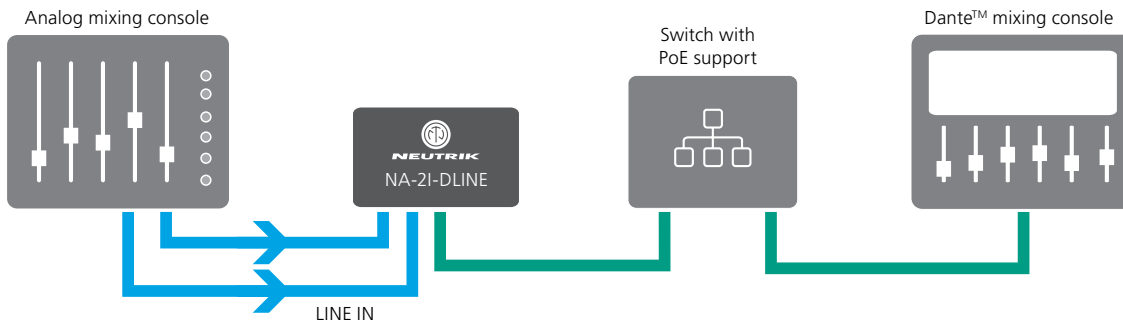 Analog mixing console
Switch with
PoE support
Dante™ mixing console
NEUTRIK
NA-2I-DLINE
LINE IN